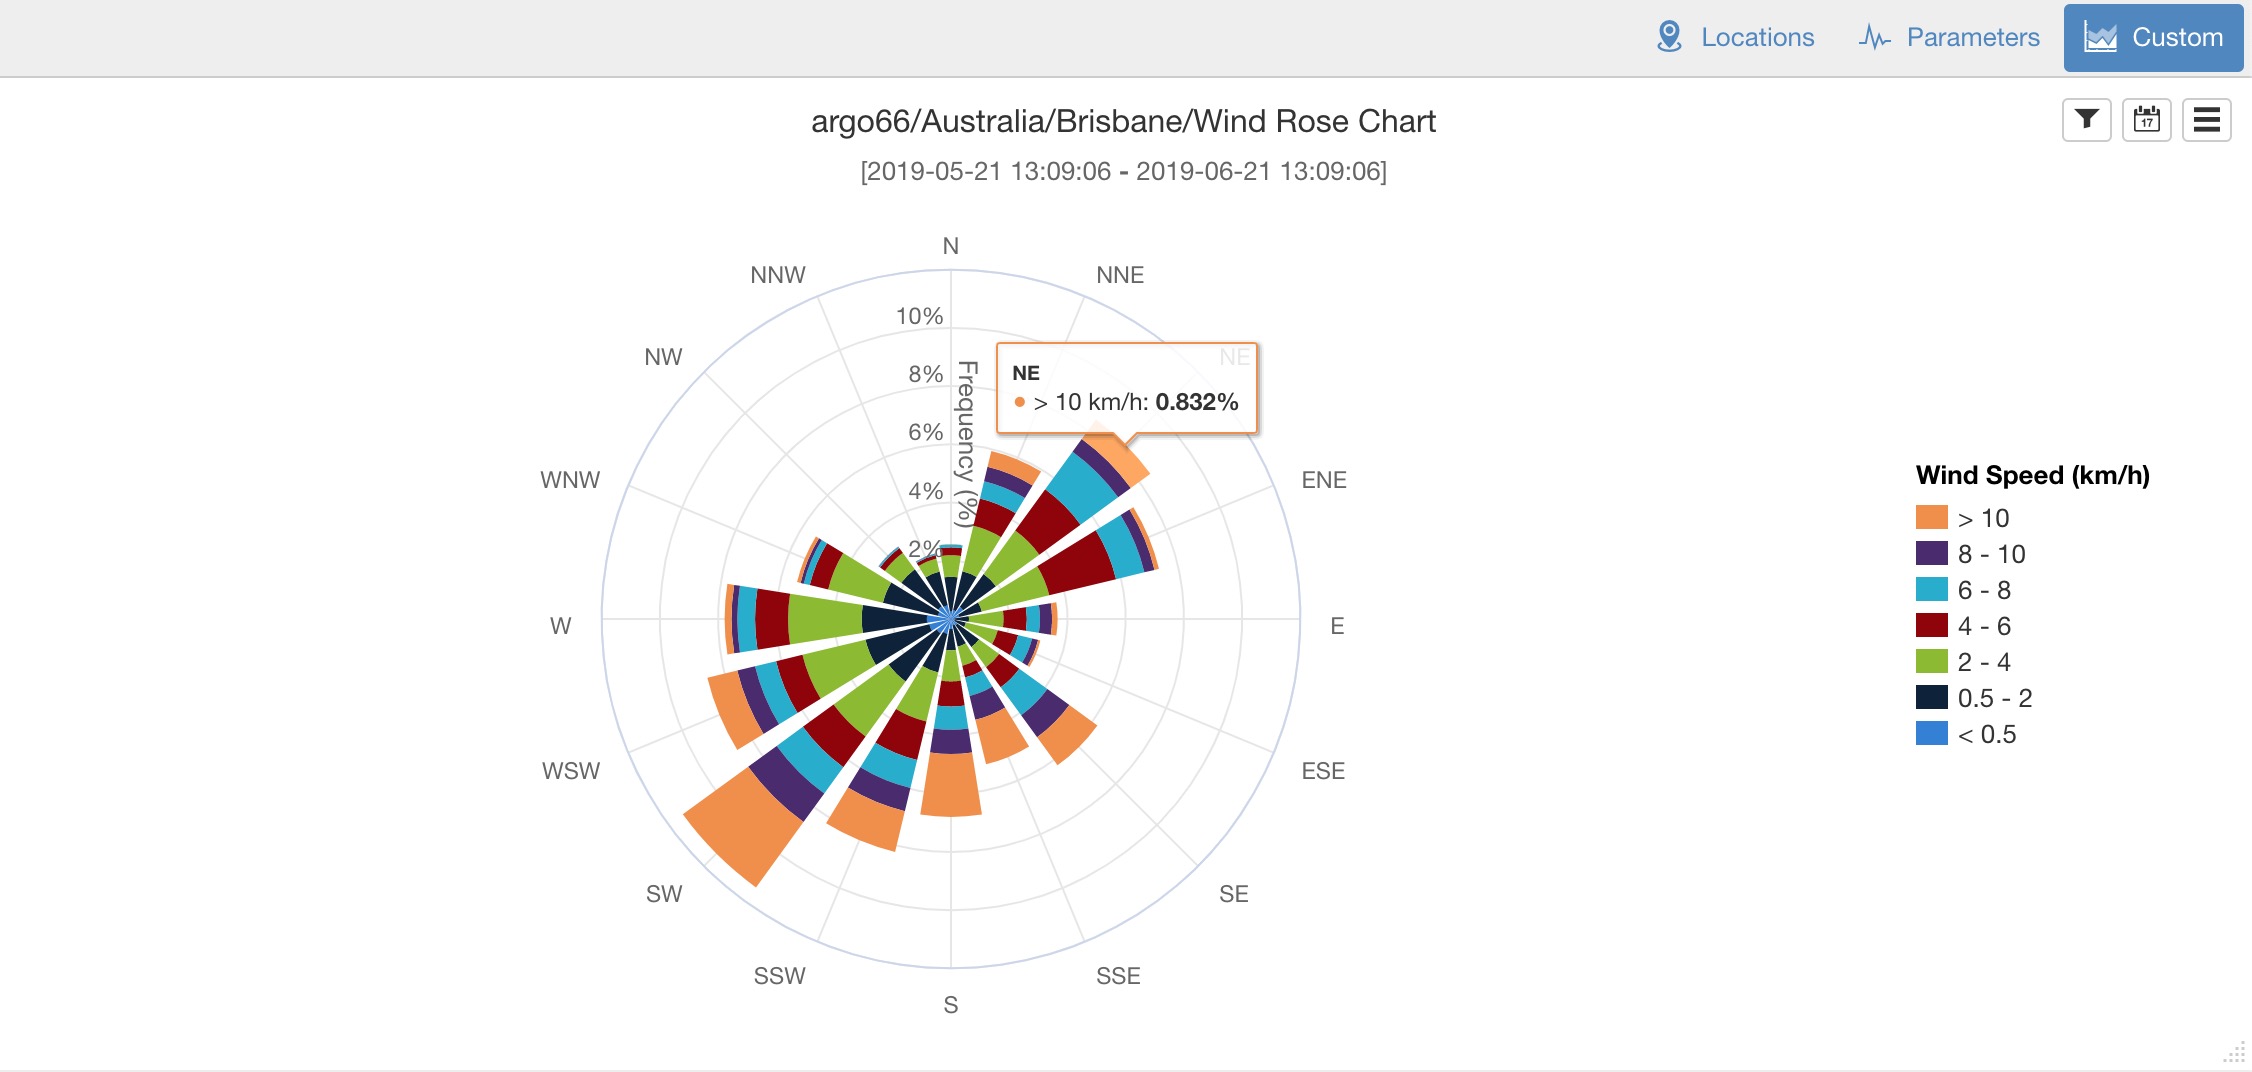 Locations Parameters Custom
argo66/Australia/Brisbane/Wind Rose Chart
17
[2019-05-21 13:09:06 - 2019-06-21 13:09:06]
N
NNW NNE
10%
NW NE
8% Frequency (%)
NE
> 10 km/h: 0.832%
6%
WNW ENE
4%
2%
W E
WSW ESE
SW SE
SSW SSE
S
Wind Speed (km/h)
> 10
8 - 10
6 - 8
4 - 6
2 - 4
0.5 - 2
< 0.5